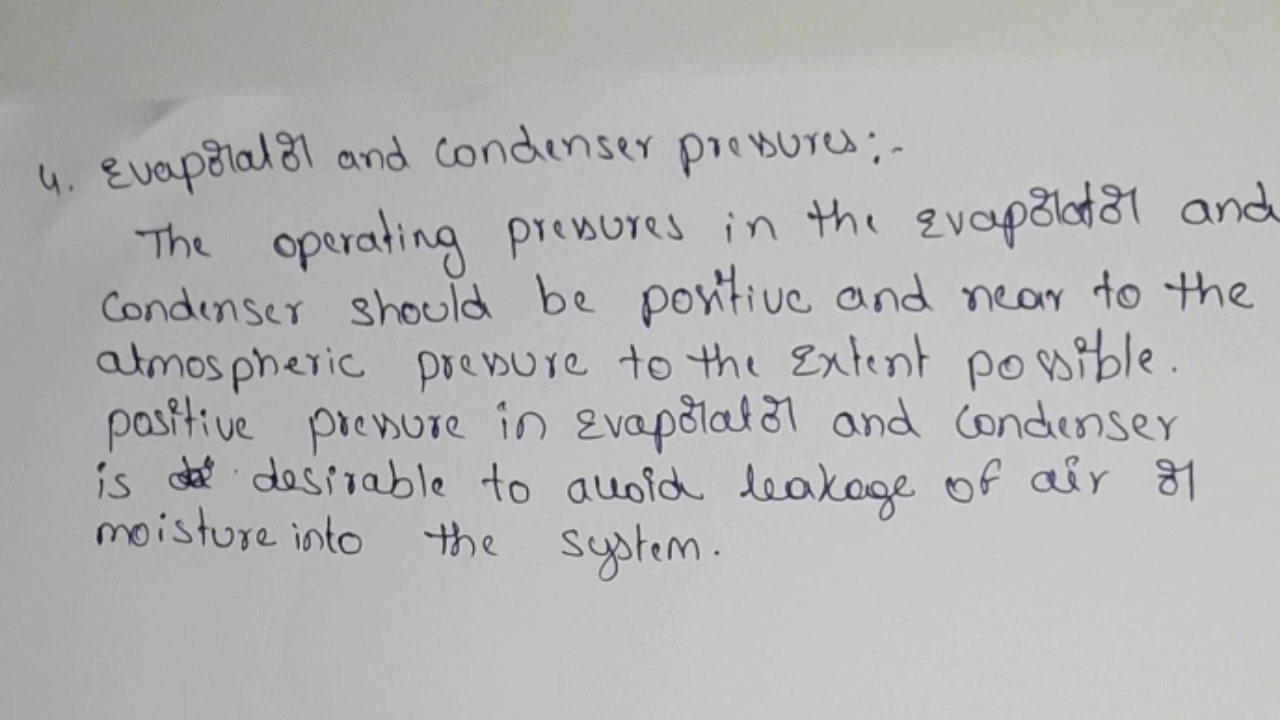 4. Evaporator and condenser pressures:-
The operating pressures in the evaporator and
Condenser should be positive and near to the
atmospheric pressure to the Extent possible.
positive pressure in Evaporator and Condenser
is desirable to avoid leakage of air or
moisture into the system.